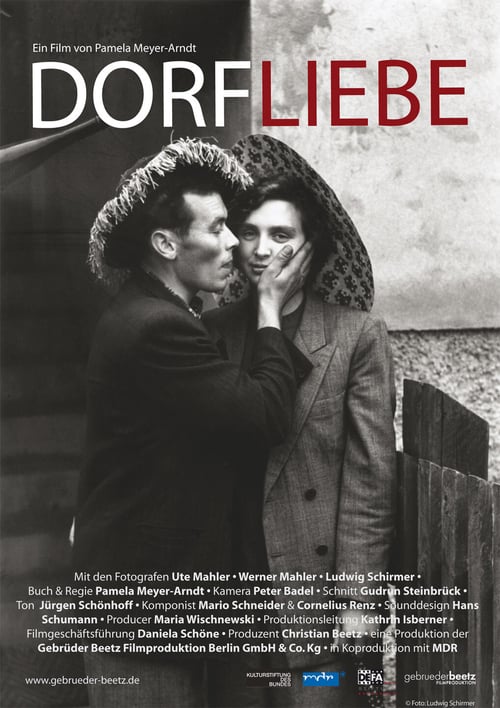 Ein Film von Pamela Meyer-Arndt
DORFLIEBE
Mit den Fotografen Ute Mahler • Werner Mahler • Ludwig Schirmer •
Buch & Regie Pamela Meyer-Arndt • Kamera Peter Badel • Schnitt Gudrun Steinbrück •
Ton Jürgen Schönhoff • Komponist Mario Schneider & Cornelius Renz • Sounddesign Hans
Schumann • Producer Maria Wischnewski • Produktionsleitung Kathrin Isberner •
Filmgeschäftsführung Daniela Schöne • Produzent Christian Beetz • eine Produktion der
Gebrüder Beetz Filmproduktion Berlin GmbH & Co. Kg • in Koproduktion mit MDR
www.gebrueder-beetz.de
KULTURSTIFTUNG
DES
BUNDES
mdr
DEFA
gebruederbeetz
FILMPRODUKTION
© Foto: Ludwig Schirmer